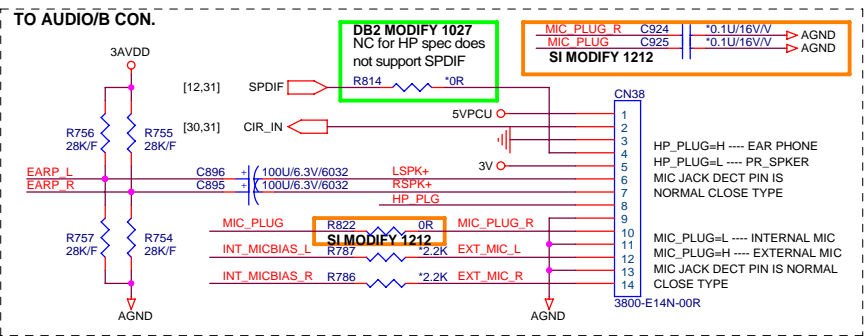 TO AUDIO/B CON.
3AVDD
DB2 MODIFY 1027
NC for HP spec does
not support SPDIF
MIC_PLUG_R C924 *0.1U/16V/V AGND
MIC_PLUG C925 *0.1U/16V/V AGND
SI MODIFY 1212
[12,31] SPDIF R814 *0R
CN38
5VPCU
[30,31] CIR_IN
3V
R756
28K/F
R755
28K/F
EARP_L C896 + 100U/6.3V/6032 LSPK+
EARP_R C895 + 100U/6.3V/6032 RSPK+
HP_PLG
MIC_PLUG R822 0R MIC_PLUG_R
SI MODIFY 1212
R757
28K/F
R754
28K/F
INT_MICBIAS_L R787 *2.2K EXT_MIC_L
INT_MICBIAS_R R786 *2.2K EXT_MIC_R
AGND
AGND
1
2
3
4
5
6
7
8
9
10
11
12
13
14
3800-E14N-00R
HP_PLUG=H ---- EAR PHONE
HP_PLUG=L ---- PR_SPKER
MIC JACK DECT PIN IS
NORMAL CLOSE TYPE
MIC_PLUG=L ---- INTERNAL MIC
MIC_PLUG=H ---- EXTERNAL MIC
MIC JACK DECT PIN IS NORMAL
CLOSE TYPE